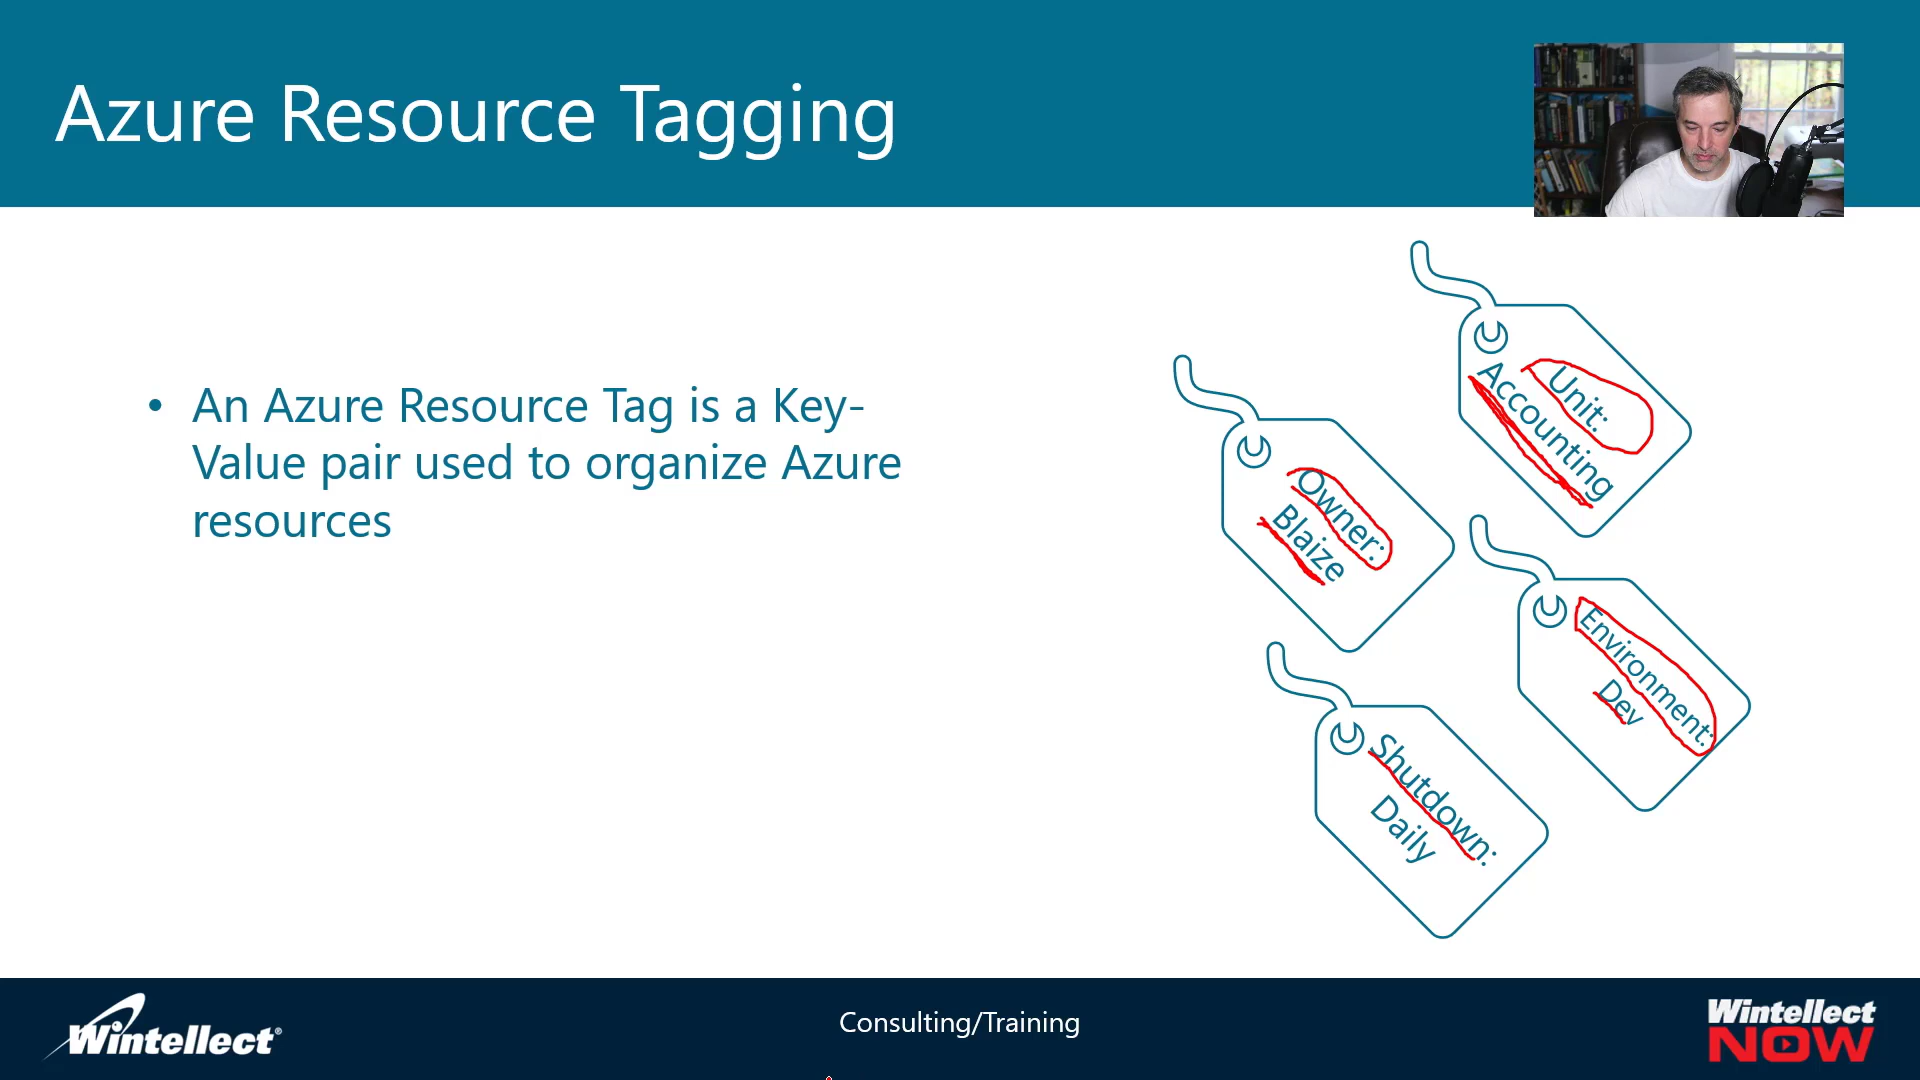 Azure Resource Tagging
• An Azure Resource Tag is a Key-
Value pair used to organize Azure
resources
Unit:
Accounting
Owner:
Blaize
Environment:
Dev
Shutdown:
Daily
Wintellect®
Consulting/Training
Wintellect
NOW